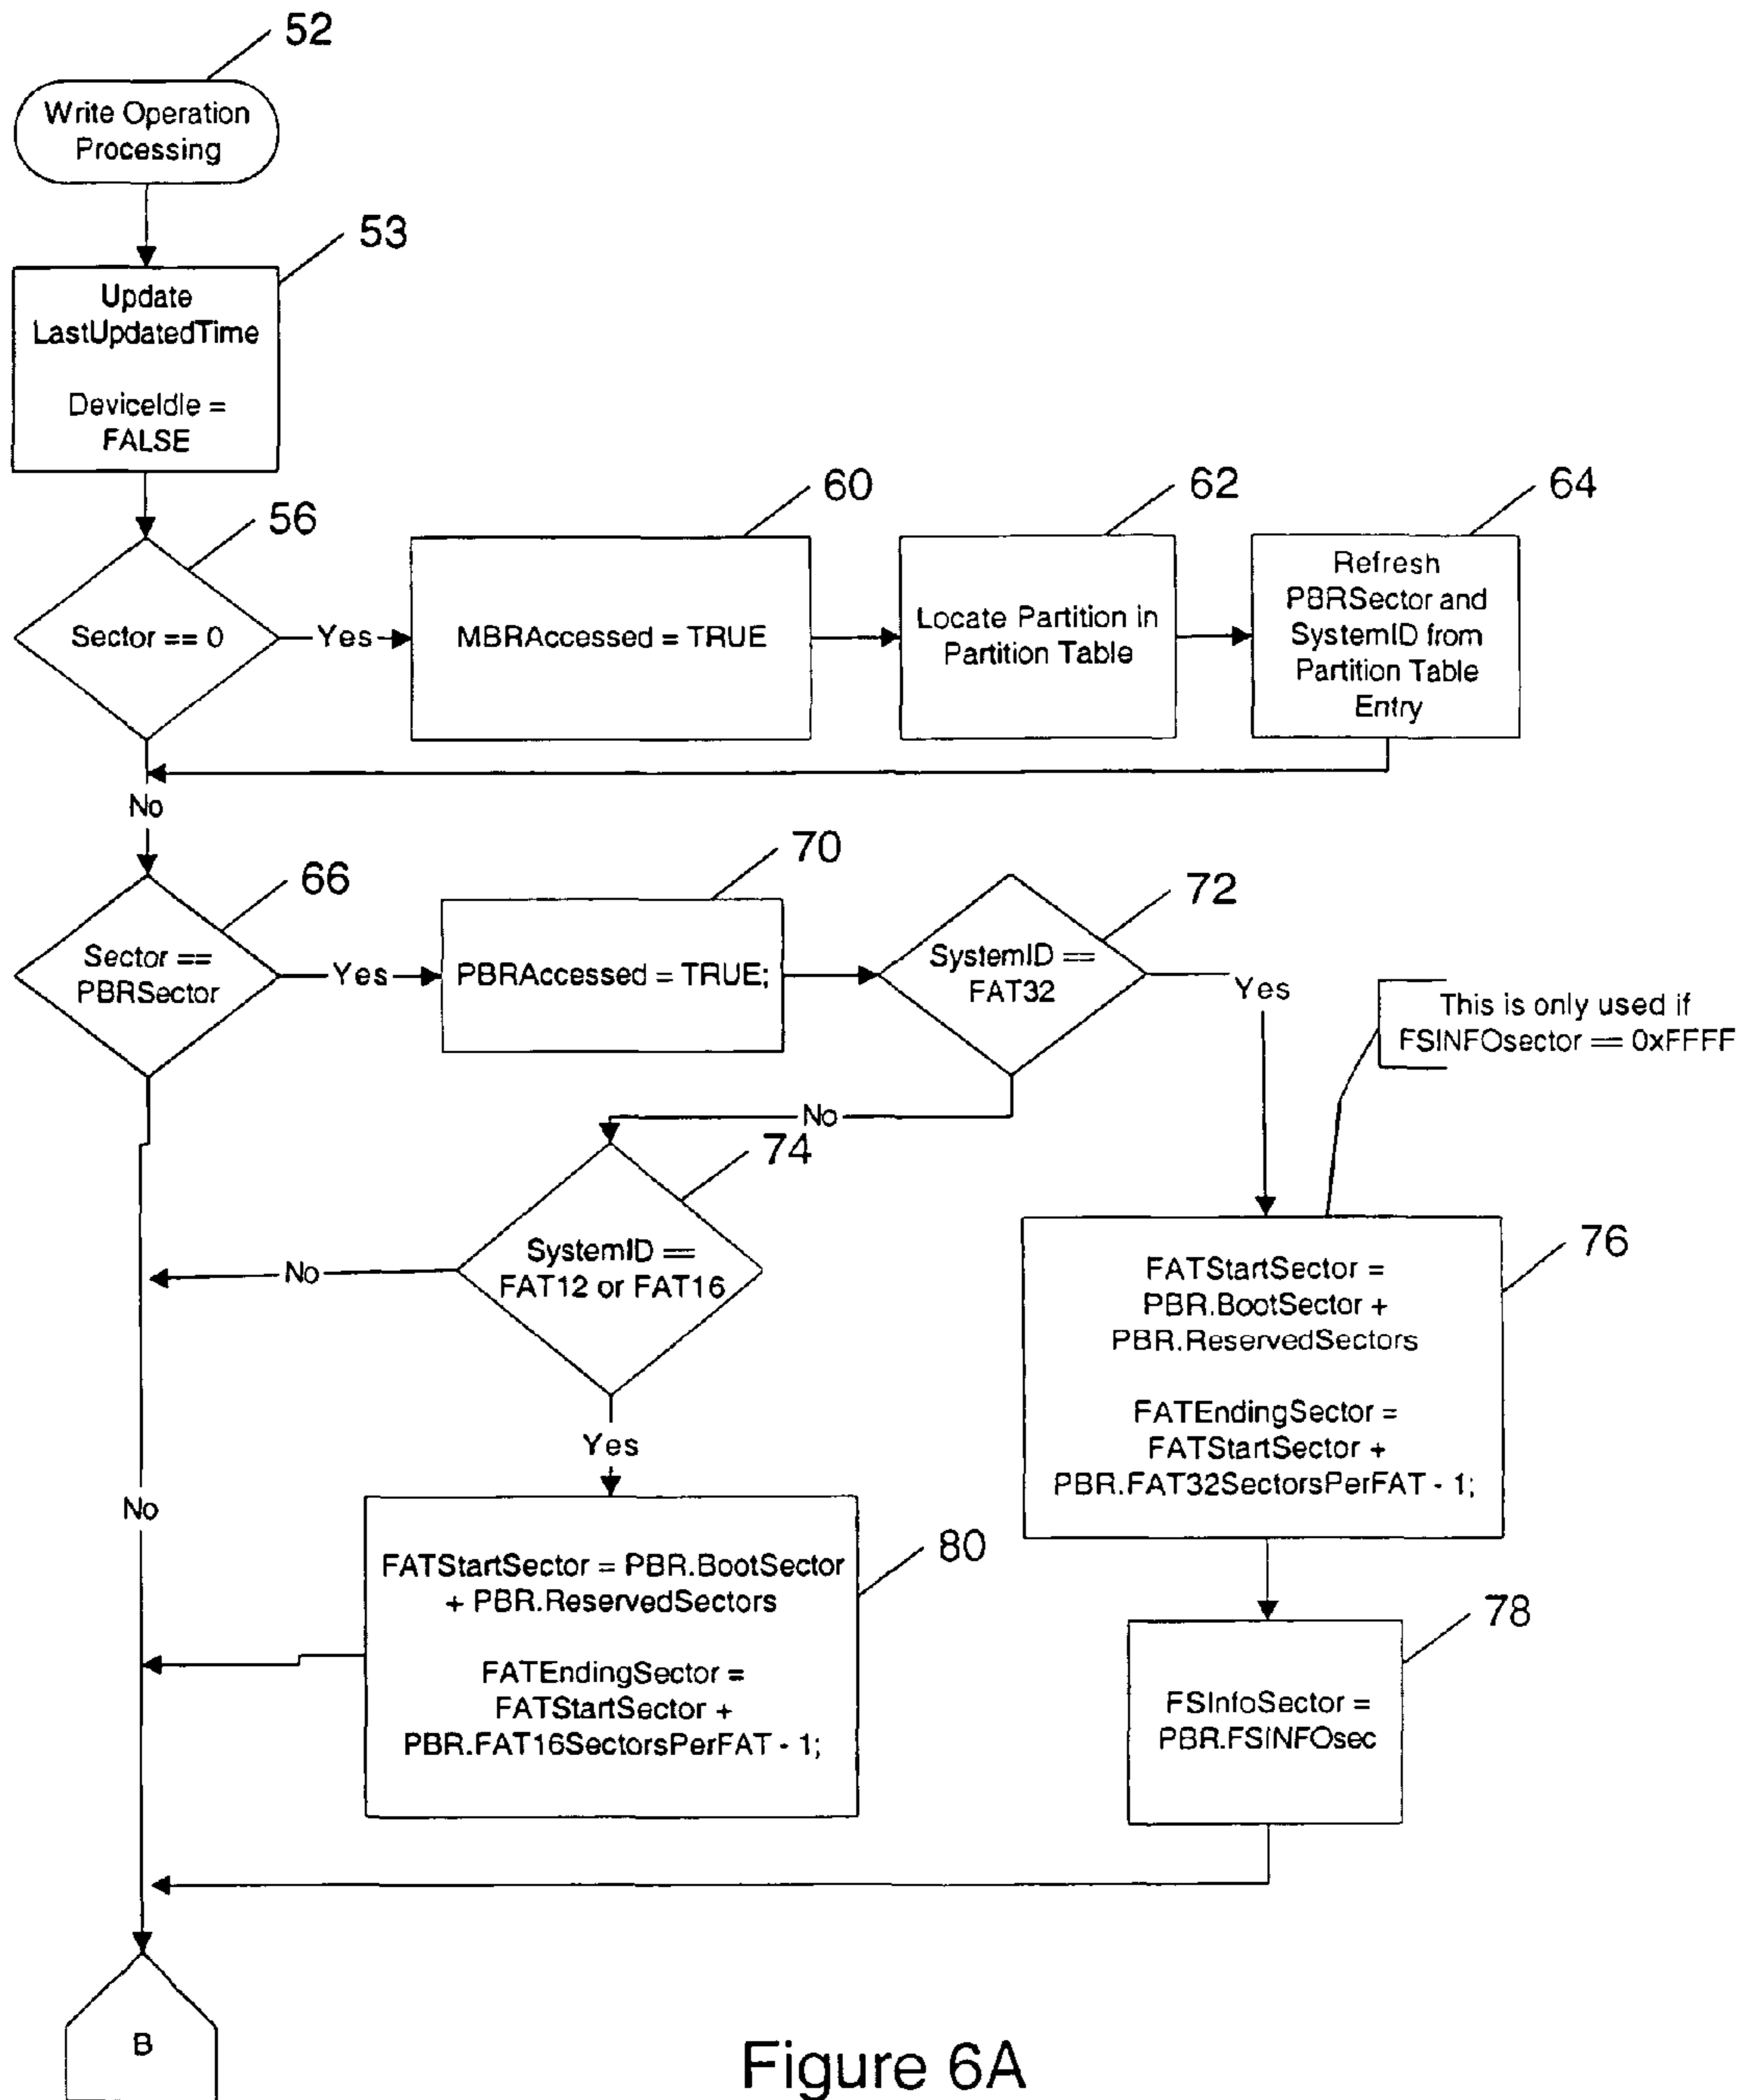 52
Write Operation
Processing
53
Update
LastUpdatedTime
DeviceIdle =
FALSE
56
Sector == 0
Yes
60
MBRAccessed = TRUE
62
Locate Partition in
Partition Table
64
Refresh
PBRSector and
SystemID from
Partition Table
Entry
No
66
Sector ==
PBRSector
Yes
70
PBRAccessed = TRUE;
72
SystemID ==
FAT32
Yes
This is only used if
FSINFOsector == 0xFFFF
No
74
SystemID ==
FAT12 or FAT16
No
Yes
76
FATStartSector =
PBR.BootSector +
PBR.ReservedSectors
FATEndingSector =
FATStartSector +
PBR.FAT32SectorsPerFAT - 1;
No
80
FATStartSector = PBR.BootSector
+ PBR.ReservedSectors
FATEndingSector =
FATStartSector +
PBR.FAT16SectorsPerFAT - 1;
78
FSInfoSector =
PBR.FSINFOsec
B
Figure 6A